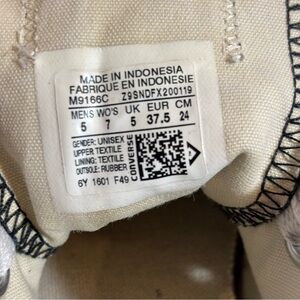 MADE IN INDONESIA
FABRIQUE EN INDONESIE
M9166C Z9SNDFX200119
MENS WO'S UK EUR CM
5 7 5 37.5 24
GENDER: UNISEX
UPPER: TEXTILE
LINING: TEXTILE
OUTSOLE: RUBBER
6Y 1601 F49
CONVERSE